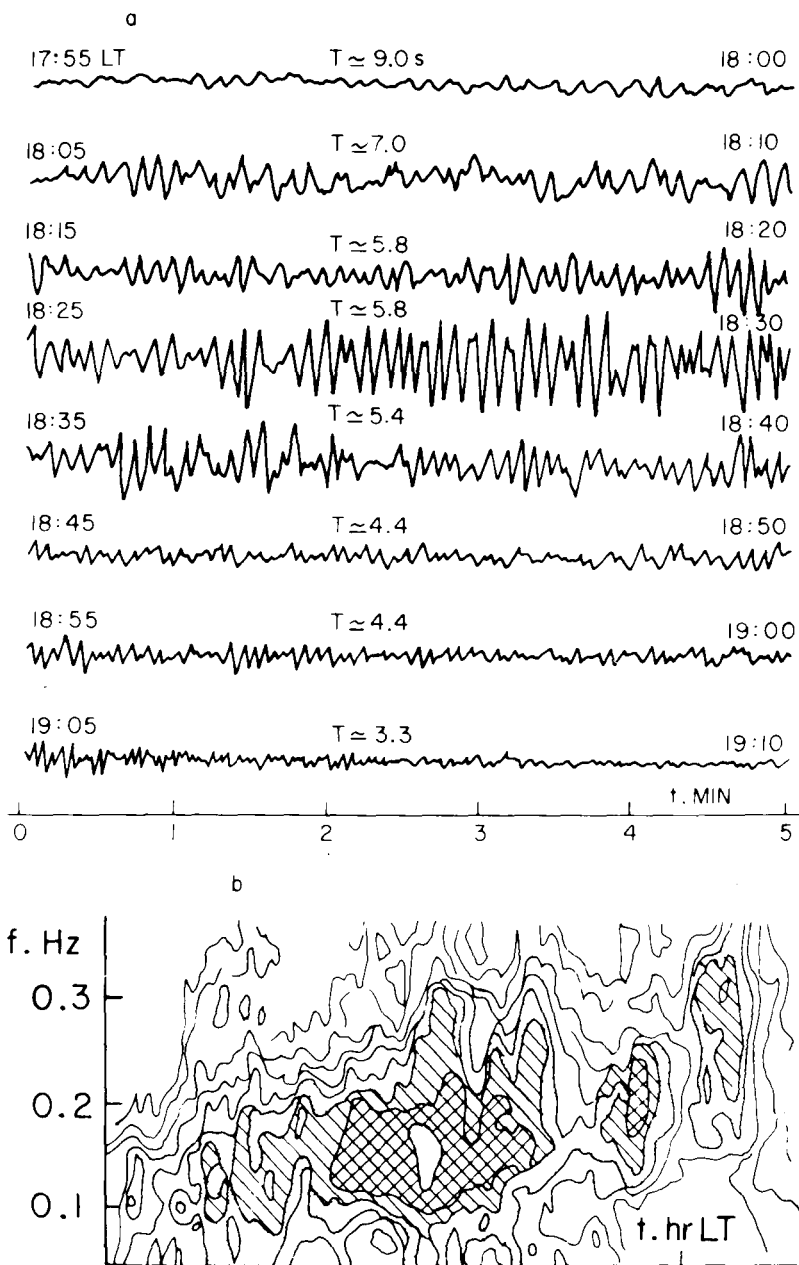 a
17:55 LT T ≃ 9.0 s 18:00
18:05 T ≃ 7.0 18:10
18:15 T ≃ 5.8 18:20
18:25 T ≃ 5.8 18:30
18:35 T ≃ 5.4 18:40
18:45 T ≃ 4.4 18:50
18:55 T ≃ 4.4 19:00
19:05 T ≃ 3.3 19:10
t. MIN
0 1 2 3 4 5
b
f. Hz
0.3
0.2
0.1
t. hr LT